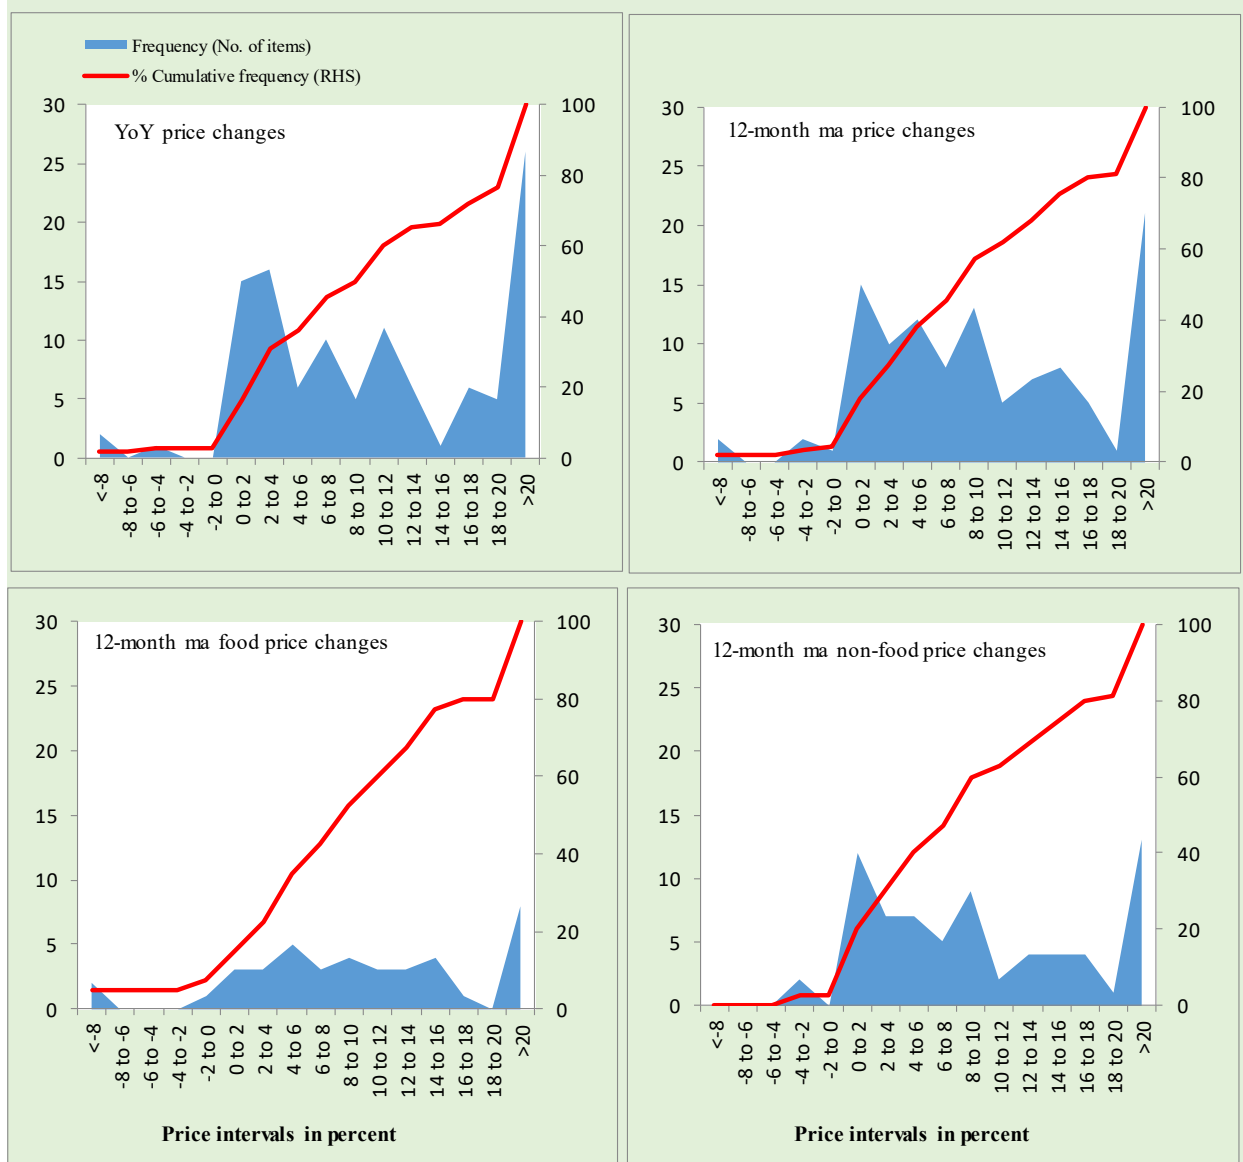 Frequency (No. of items)
% Cumulative frequency (RHS)
YoY price changes
30
25
20
15
10
5
0
100
80
60
40
20
0
<-8
-8 to -6
-6 to -4
-4 to -2
-2 to 0
0 to 2
2 to 4
4 to 6
6 to 8
8 to 10
10 to 12
12 to 14
14 to 16
16 to 18
18 to 20
>20
12-month ma price changes
30
25
20
15
10
5
0
100
80
60
40
20
0
<-8
-8 to -6
-6 to -4
-4 to -2
-2 to 0
0 to 2
2 to 4
4 to 6
6 to 8
8 to 10
10 to 12
12 to 14
14 to 16
16 to 18
18 to 20
>20
12-month ma food price changes
30
25
20
15
10
5
0
100
80
60
40
20
0
<-8
-8 to -6
-6 to -4
-4 to -2
-2 to 0
0 to 2
2 to 4
4 to 6
6 to 8
8 to 10
10 to 12
12 to 14
14 to 16
16 to 18
18 to 20
>20
Price intervals in percent
12-month ma non-food price changes
30
25
20
15
10
5
0
100
80
60
40
20
0
<-8
-8 to -6
-6 to -4
-4 to -2
-2 to 0
0 to 2
2 to 4
4 to 6
6 to 8
8 to 10
10 to 12
12 to 14
14 to 16
16 to 18
18 to 20
>20
Price intervals in percent